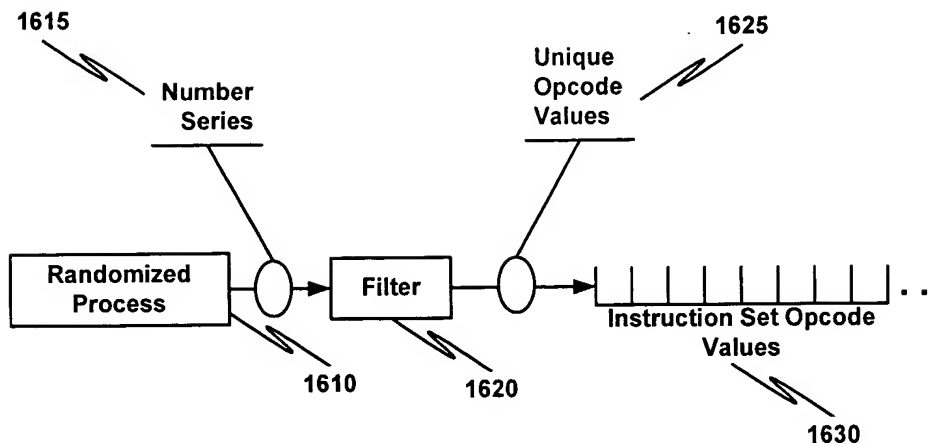 1615
1625
Number
Series
Unique
Opcode
Values
Randomized
Process
Filter
Instruction Set Opcode
Values
1610
1620
1630